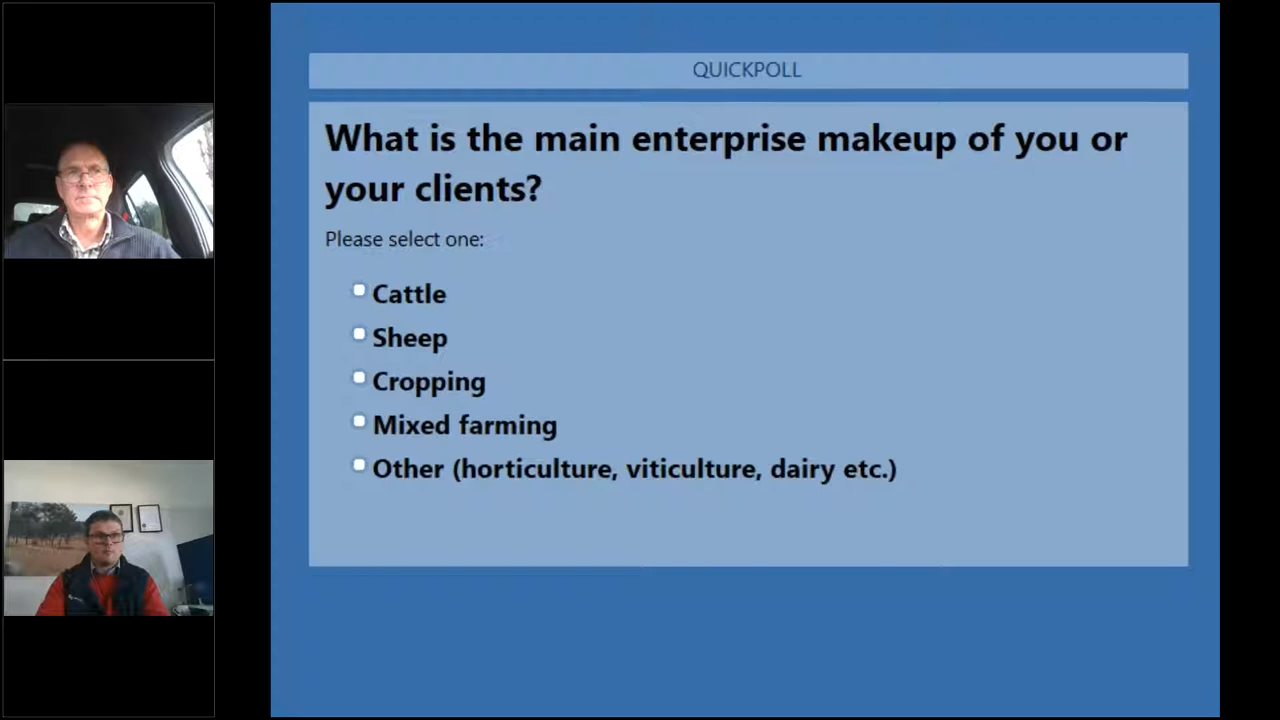 QUICKPOLL
What is the main enterprise makeup of you or
your clients?
Please select one:
Cattle
Sheep
Cropping
Mixed farming
Other (horticulture, viticulture, dairy etc.)